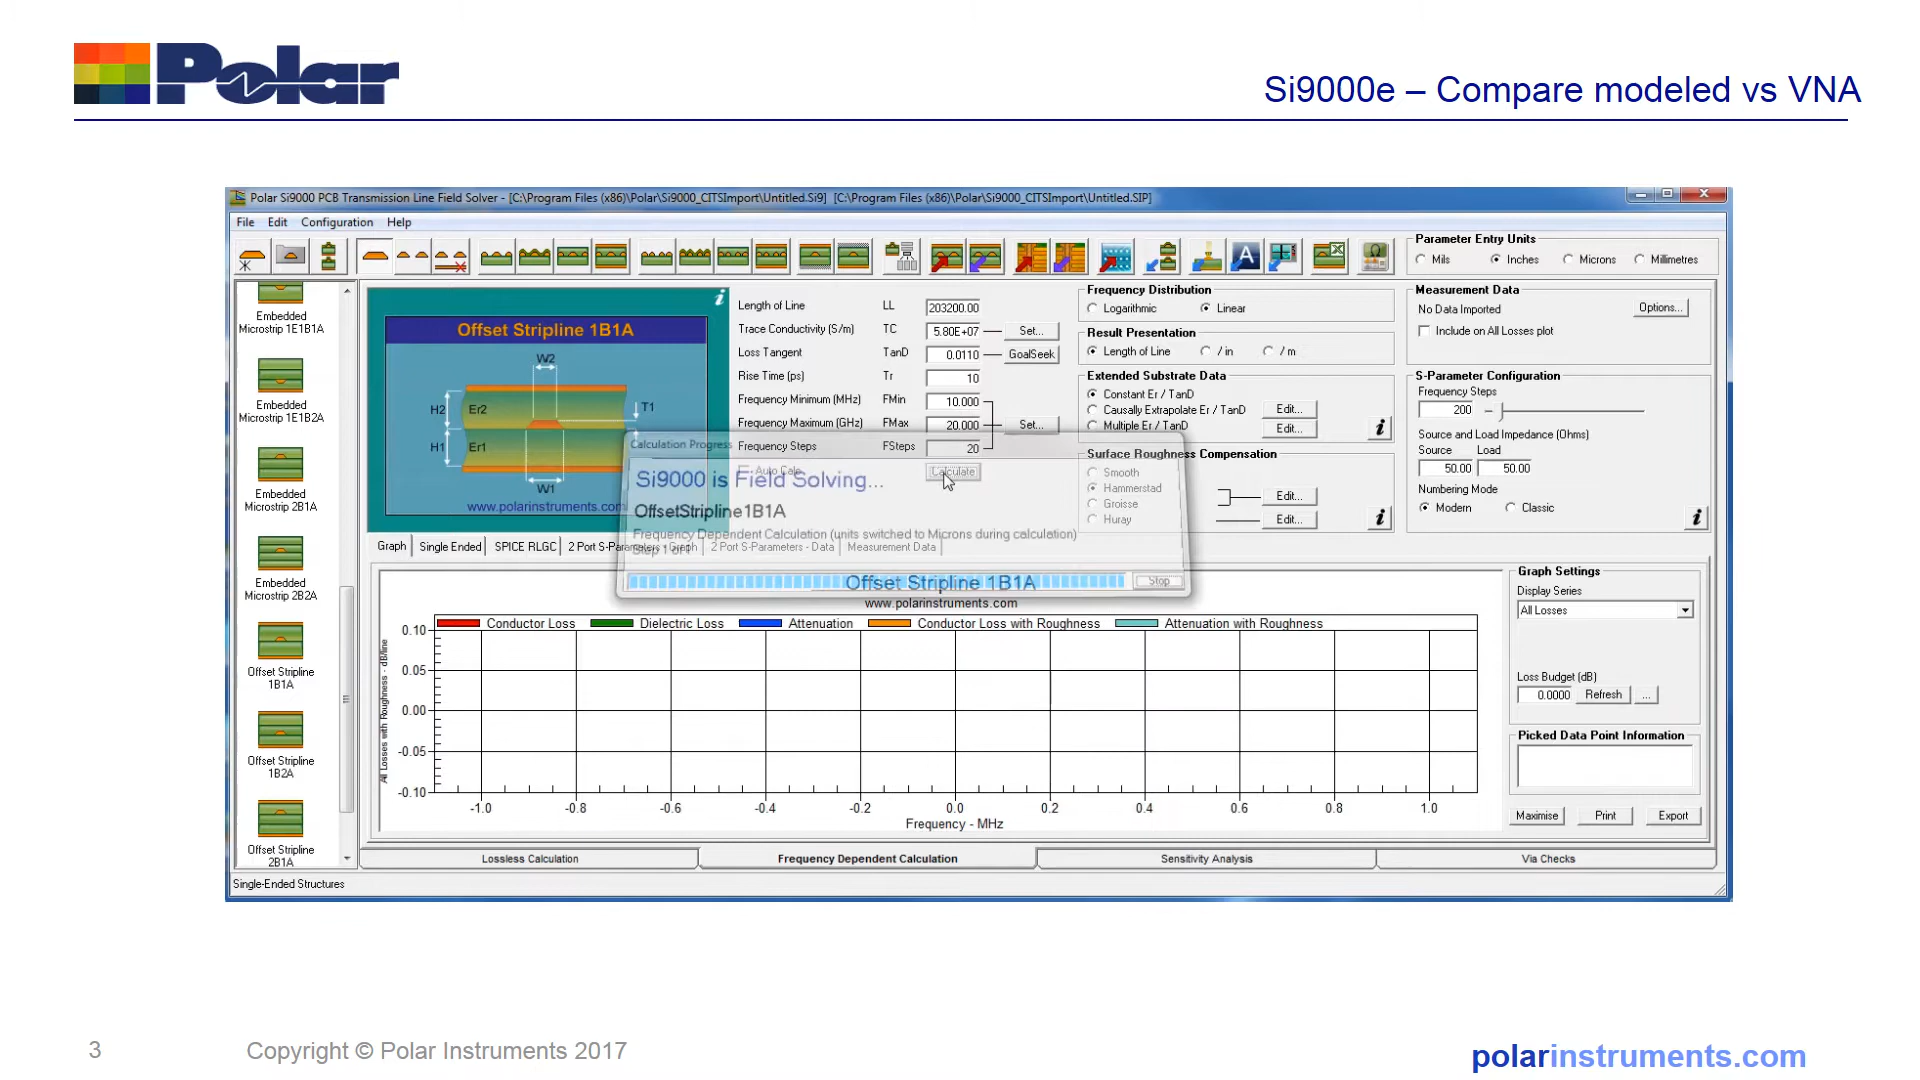 Polar
Si9000e – Compare modeled vs VNA
Polar Si9000 PCB Transmission Line Field Solver - [C:\Program Files (x86)\Polar\Si9000_CITSImport\Untitled.Si9] [C:\Program Files (x86)\Polar\Si9000_CITSImport\Untitled.SIP]
File Edit Configuration Help
Parameter Entry Units
Mils Inches Microns Millimetres
Embedded
Microstrip 1E1B1A
Embedded
Microstrip 1E1B2A
Embedded
Microstrip 2B1A
Embedded
Microstrip 2B2A
Offset Stripline
1B1A
Offset Stripline
1B2A
Offset Stripline
2B1A
Offset Stripline 1B1A
W2
H2 Er2 T1
H1 Er1
W1
www.polarinstruments.com
Length of Line LL 203200.00
Trace Conductivity (S/m) TC 5.80E+07 Set...
Loss Tangent TanD 0.0110 GoalSeek
Rise Time (ps) Tr 10
Frequency Minimum (MHz) FMin 10.000
Frequency Maximum (GHz) FMax 20.000 Set...
Frequency Steps FSteps 20
Auto Calc Calculate
Frequency Distribution
Logarithmic Linear
Result Presentation
Length of Line / in / m
Extended Substrate Data
Constant Er / TanD
Causally Extrapolate Er / TanD Edit...
Multiple Er / TanD Edit...
Surface Roughness Compensation
Smooth
Hammerstad Edit...
Groisse
Huray Edit...
Measurement Data
No Data Imported Options...
Include on All Losses plot
S-Parameter Configuration
Frequency Steps
200
Source and Load Impedance (Ohms)
Source Load
50.00 50.00
Numbering Mode
Modern Classic
Calculation Progress
Si9000 is Field Solving...
OffsetStripline1B1A
Frequency Dependent Calculation (units switched to Microns during calculation)
Step 1 of 1
Stop
Graph Single Ended SPICE RLGC 2 Port S-Parameters - Graph 2 Port S-Parameters - Data Measurement Data
Offset Stripline 1B1A
www.polarinstruments.com
Conductor Loss Dielectric Loss Attenuation Conductor Loss with Roughness Attenuation with Roughness
All Losses with Roughness - dB/line
0.10
0.05
0.00
-0.05
-0.10
-1.0 -0.8 -0.6 -0.4 -0.2 0.0 0.2 0.4 0.6 0.8 1.0
Frequency - MHz
Graph Settings
Display Series
All Losses
Loss Budget (dB)
0.0000 Refresh ...
Picked Data Point Information
Maximise Print Export
Lossless Calculation Frequency Dependent Calculation Sensitivity Analysis Via Checks
Single-Ended Structures
3 Copyright © Polar Instruments 2017
polarinstruments.com